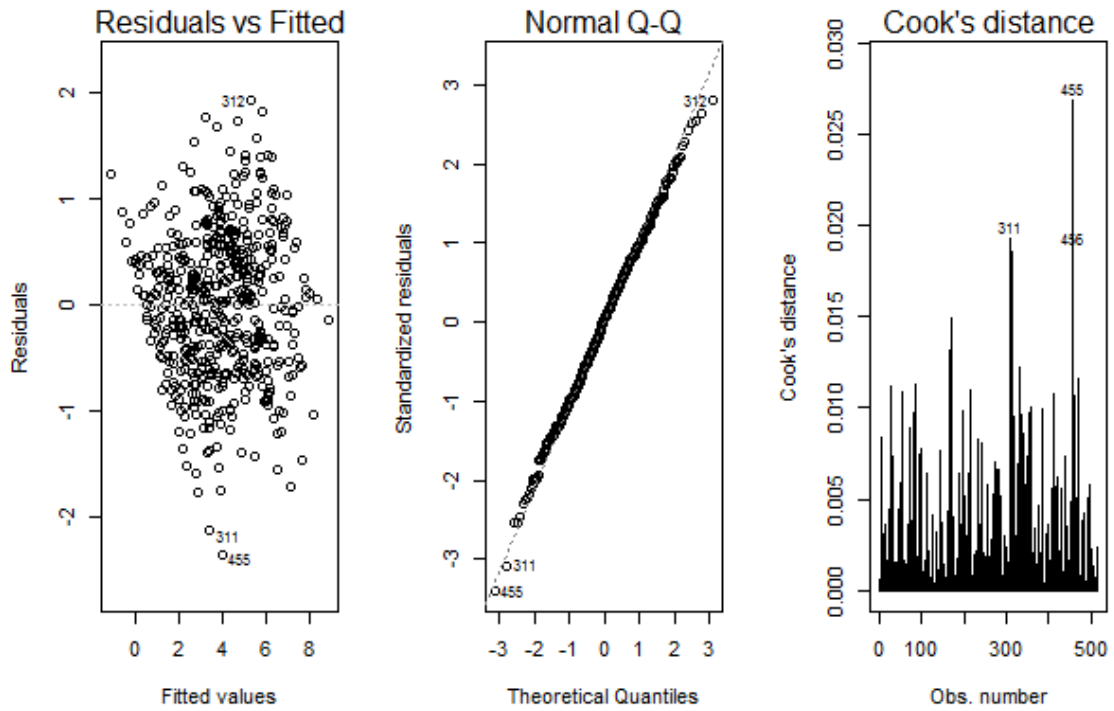 Residuals vs Fitted
Normal Q-Q
Cook's distance
Residuals
2
1
0
-1
-2
312
311
455
0 2 4 6 8
Fitted values
Standardized residuals
3
2
1
0
-1
-2
-3
312
311
455
-3 -2 -1 0 1 2 3
Theoretical Quantiles
Cook's distance
0.030
0.025
0.020
0.015
0.010
0.005
0.000
455
311
456
0 100 300 500
Obs. number